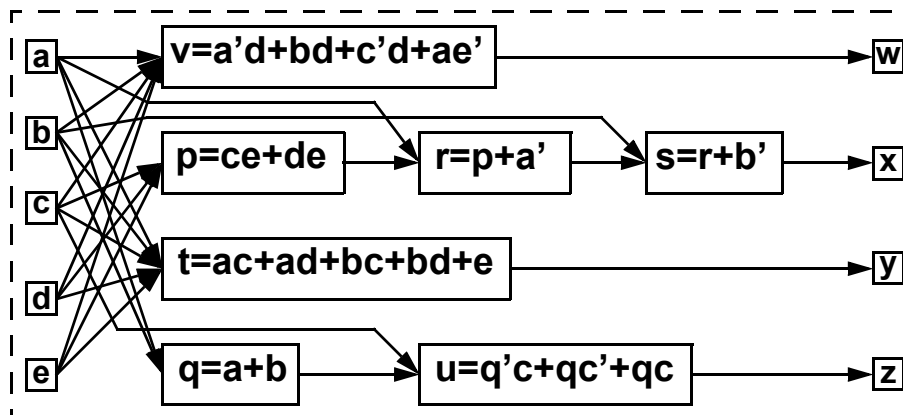 a v=a’d+bd+c’d+ae’ w
b
p=ce+de r=p+a’ s=r+b’ x
c
t=ac+ad+bc+bd+e y
d
e q=a+b u=q’c+qc’+qc z